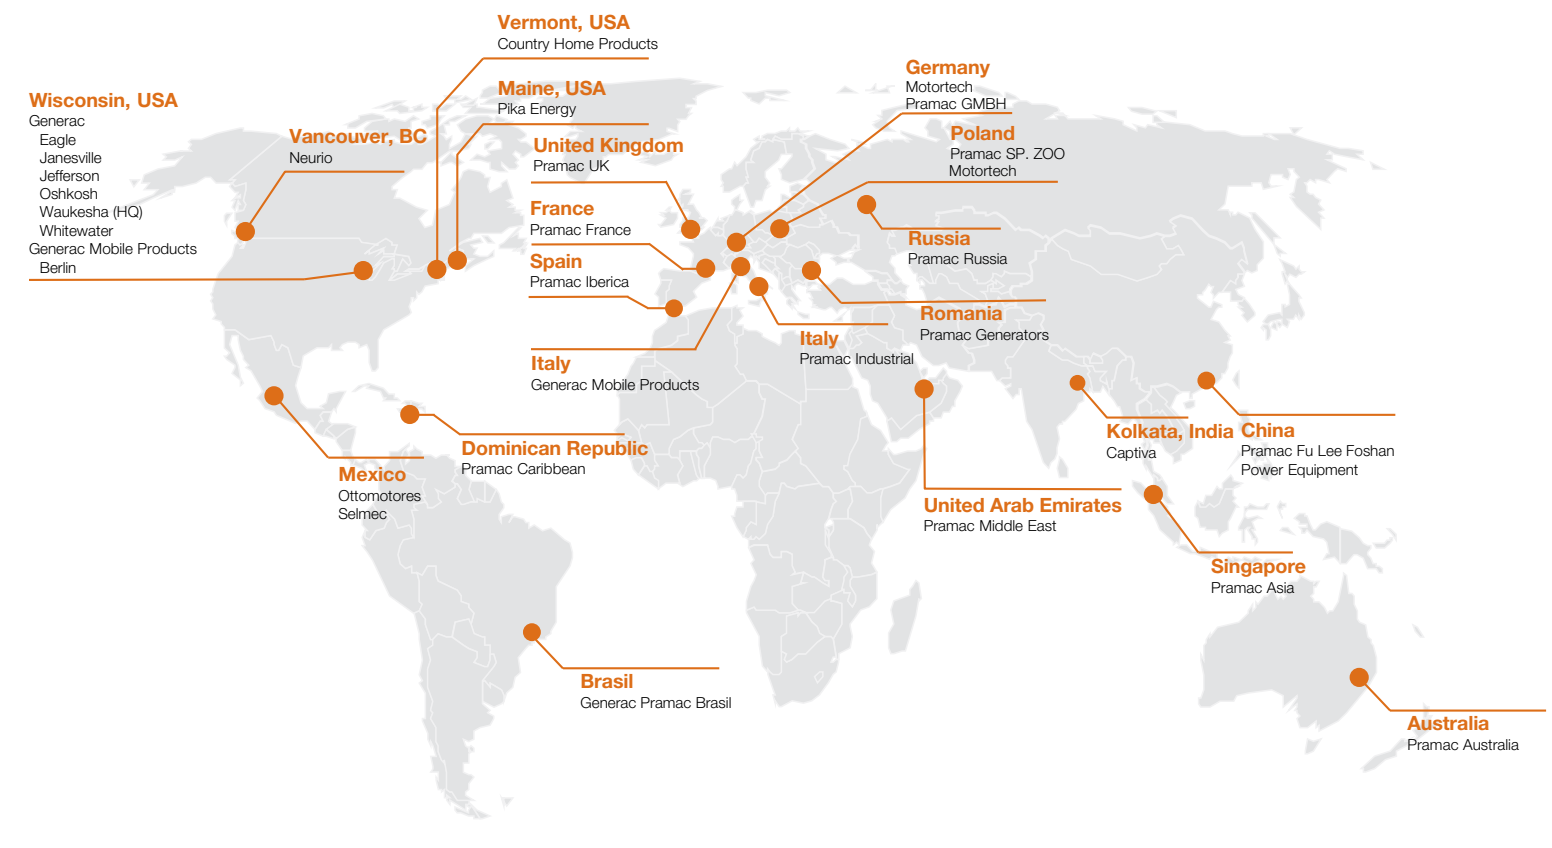 Vermont, USA
Country Home Products
Maine, USA
Pika Energy
Wisconsin, USA
Generac
Eagle
Janesville
Jefferson
Oshkosh
Waukesha (HQ)
Whitewater
Generac Mobile Products
Berlin
Vancouver, BC
Neurio
United Kingdom
Pramac UK
France
Pramac France
Spain
Pramac Iberica
Italy
Generac Mobile Products
Germany
Motortech
Pramac GMBH
Poland
Pramac SP. ZOO
Motortech
Russia
Pramac Russia
Romania
Pramac Generators
Italy
Pramac Industrial
Mexico
Ottomotores
Selmec
Dominican Republic
Pramac Caribbean
Brasil
Generac Pramac Brasil
United Arab Emirates
Pramac Middle East
Kolkata, India
Captiva
China
Pramac Fu Lee Foshan
Power Equipment
Singapore
Pramac Asia
Australia
Pramac Australia